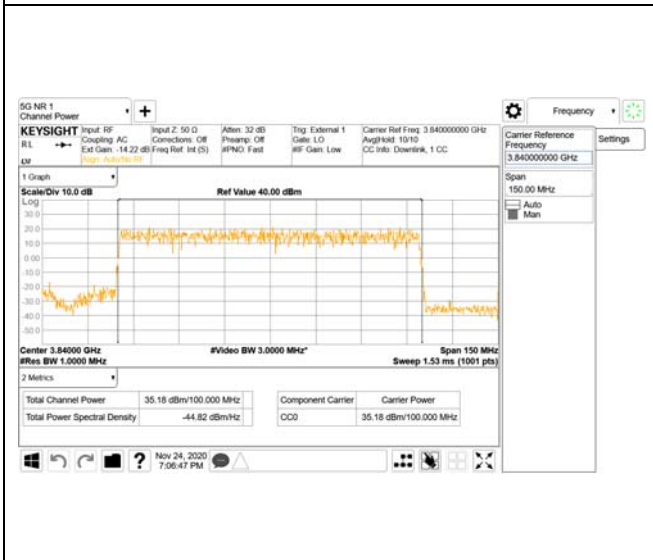 5G NR 1
Channel Power
+
Frequency
KEYSIGHT
RL
Input: RF
Coupling: AC
Ext Gain: -14.22 dB
Align: Auto/No RF
Input Z: 50 Ω
Corrections: Off
Freq Ref: Int (S)
Atten: 32 dB
Preamp: Off
#PNO: Fast
Trig: External 1
Gate: LO
#IF Gain: Low
Carrier Ref Freq: 3.840000000 GHz
Avg|Hold: 10/10
CC Info: Downlink, 1 CC
Carrier Reference
Frequency
3.840000000 GHz
Settings
Span
150.00 MHz
Auto
Man
1 Graph
Scale/Div 10.0 dB
Ref Value 40.00 dBm
Log
30.0
20.0
10.0
0.00
-10.0
-20.0
-30.0
-40.0
-50.0
Center 3.84000 GHz
#Video BW 3.0000 MHz*
Span 150 MHz
#Res BW 1.0000 MHz
Sweep 1.53 ms (1001 pts)
2 Metrics
Total Channel Power 35.18 dBm/100.000 MHz
Total Power Spectral Density -44.82 dBm/Hz
Component Carrier Carrier Power
CC0 35.18 dBm/100.000 MHz
?
Nov 24, 2020
7:06:47 PM